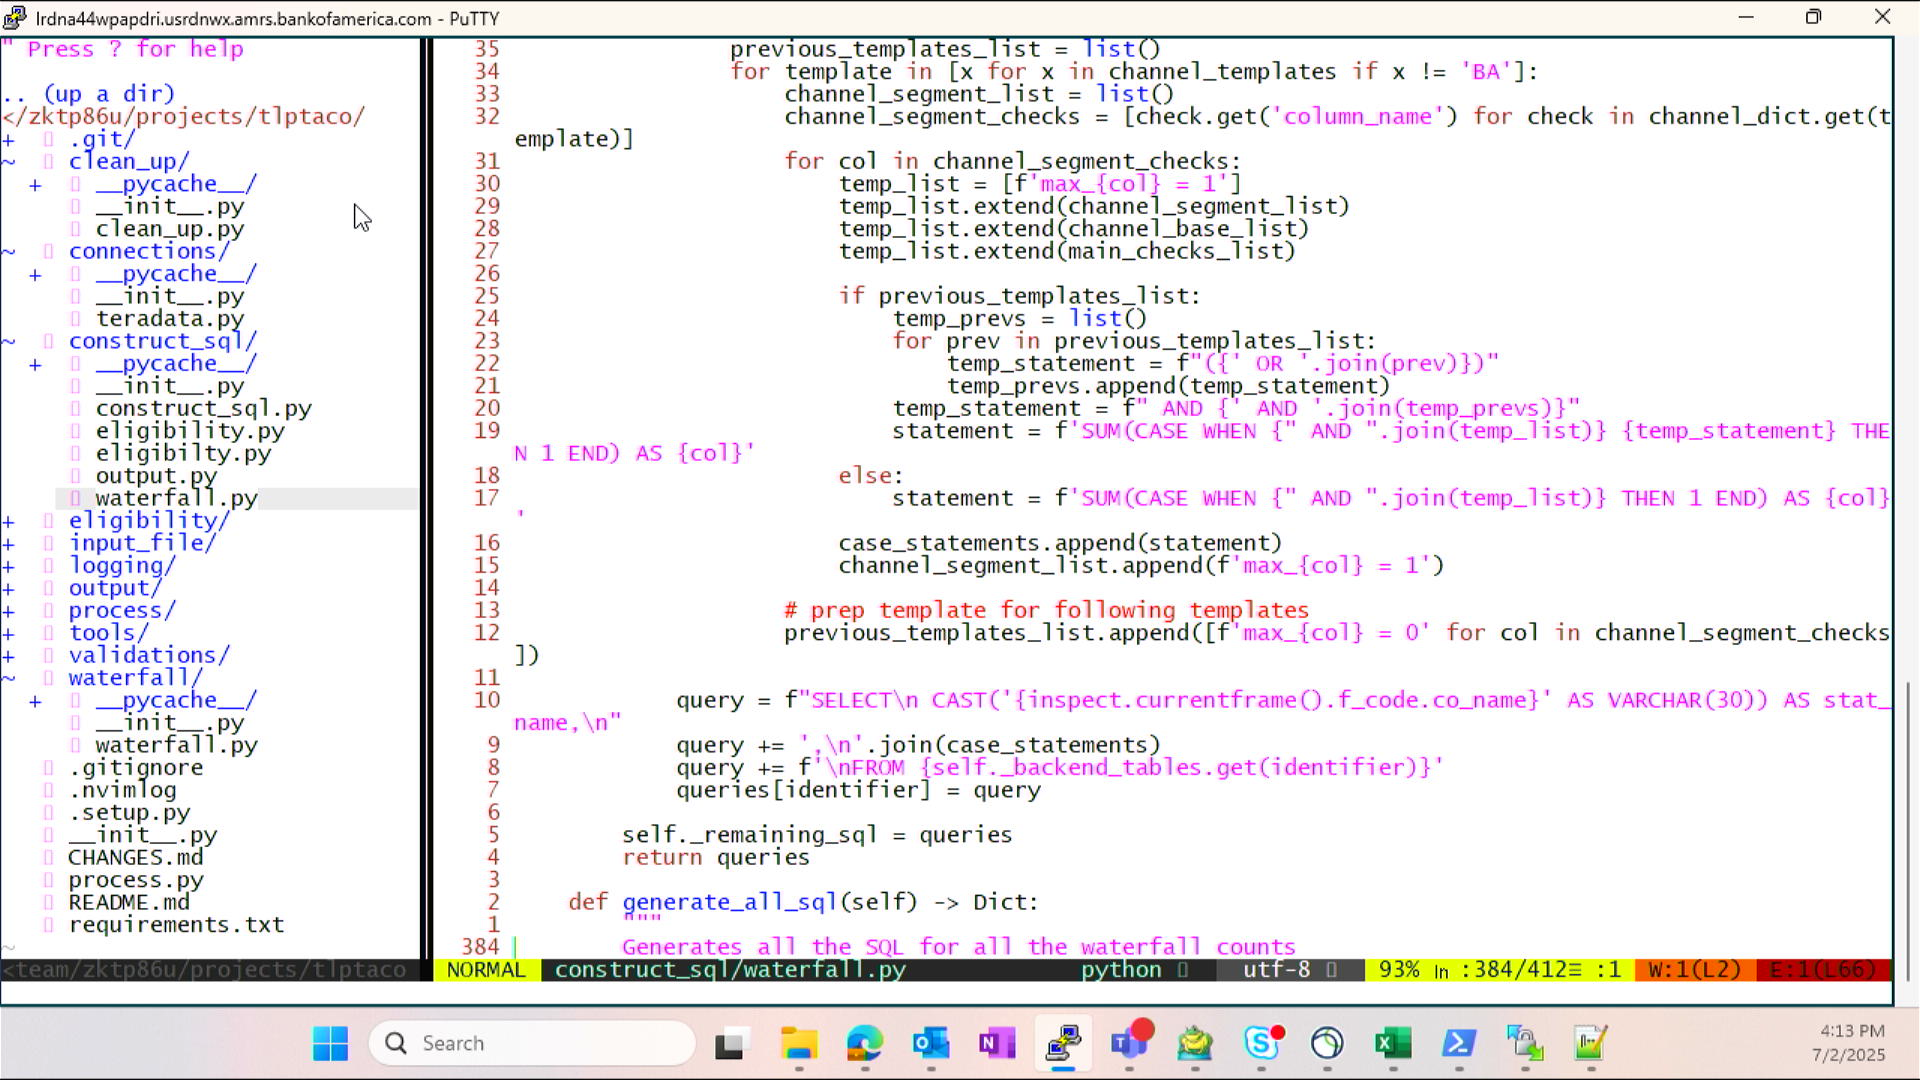 lrdna44wpapdri.usrdnwx.amrs.bankofamerica.com - PuTTY
" Press ? for help
.. (up a dir)
</zktp86u/projects/tlptaco/
+ .git/
~ clean_up/
+ __pycache__/
__init__.py
clean_up.py
~ connections/
+ __pycache__/
__init__.py
teradata.py
~ construct_sql/
+ __pycache__/
__init__.py
construct_sql.py
eligibility.py
eligibilty.py
output.py
waterfall.py
+ eligibility/
+ input_file/
+ logging/
+ output/
+ process/
+ tools/
+ validations/
~ waterfall/
+ __pycache__/
__init__.py
waterfall.py
.gitignore
.nvimlog
.setup.py
__init__.py
CHANGES.md
process.py
README.md
requirements.txt
~
<team/zktp86u/projects/tlptaco
35 previous_templates_list = list()
34 for template in [x for x in channel_templates if x != 'BA']:
33 channel_segment_list = list()
32 channel_segment_checks = [check.get('column_name') for check in channel_dict.get(t
emplate)]
31 for col in channel_segment_checks:
30 temp_list = [f'max_{col} = 1']
29 temp_list.extend(channel_segment_list)
28 temp_list.extend(channel_base_list)
27 temp_list.extend(main_checks_list)
26
25 if previous_templates_list:
24 temp_prevs = list()
23 for prev in previous_templates_list:
22 temp_statement = f"({' OR '.join(prev)})"
21 temp_prevs.append(temp_statement)
20 temp_statement = f" AND {' AND '.join(temp_prevs)}"
19 statement = f'SUM(CASE WHEN {" AND ".join(temp_list)} {temp_statement} THE
N 1 END) AS {col}'
18 else:
17 statement = f'SUM(CASE WHEN {" AND ".join(temp_list)} THEN 1 END) AS {col}
'
16 case_statements.append(statement)
15 channel_segment_list.append(f'max_{col} = 1')
14
13 # prep template for following templates
12 previous_templates_list.append([f'max_{col} = 0' for col in channel_segment_checks
])
11
10 query = f"SELECT\n CAST('{inspect.currentframe().f_code.co_name}' AS VARCHAR(30)) AS stat_
name,\n"
9 query += ',\n'.join(case_statements)
8 query += f'\nFROM {self._backend_tables.get(identifier)}'
7 queries[identifier] = query
6
5 self._remaining_sql = queries
4 return queries
3
2 def generate_all_sql(self) -> Dict:
1 """
384 Generates all the SQL for all the waterfall counts
NORMAL construct_sql/waterfall.py python utf-8 93% ln :384/412≡ :1 W:1(L2) E:1(L66)
Search
4:13 PM
7/2/2025